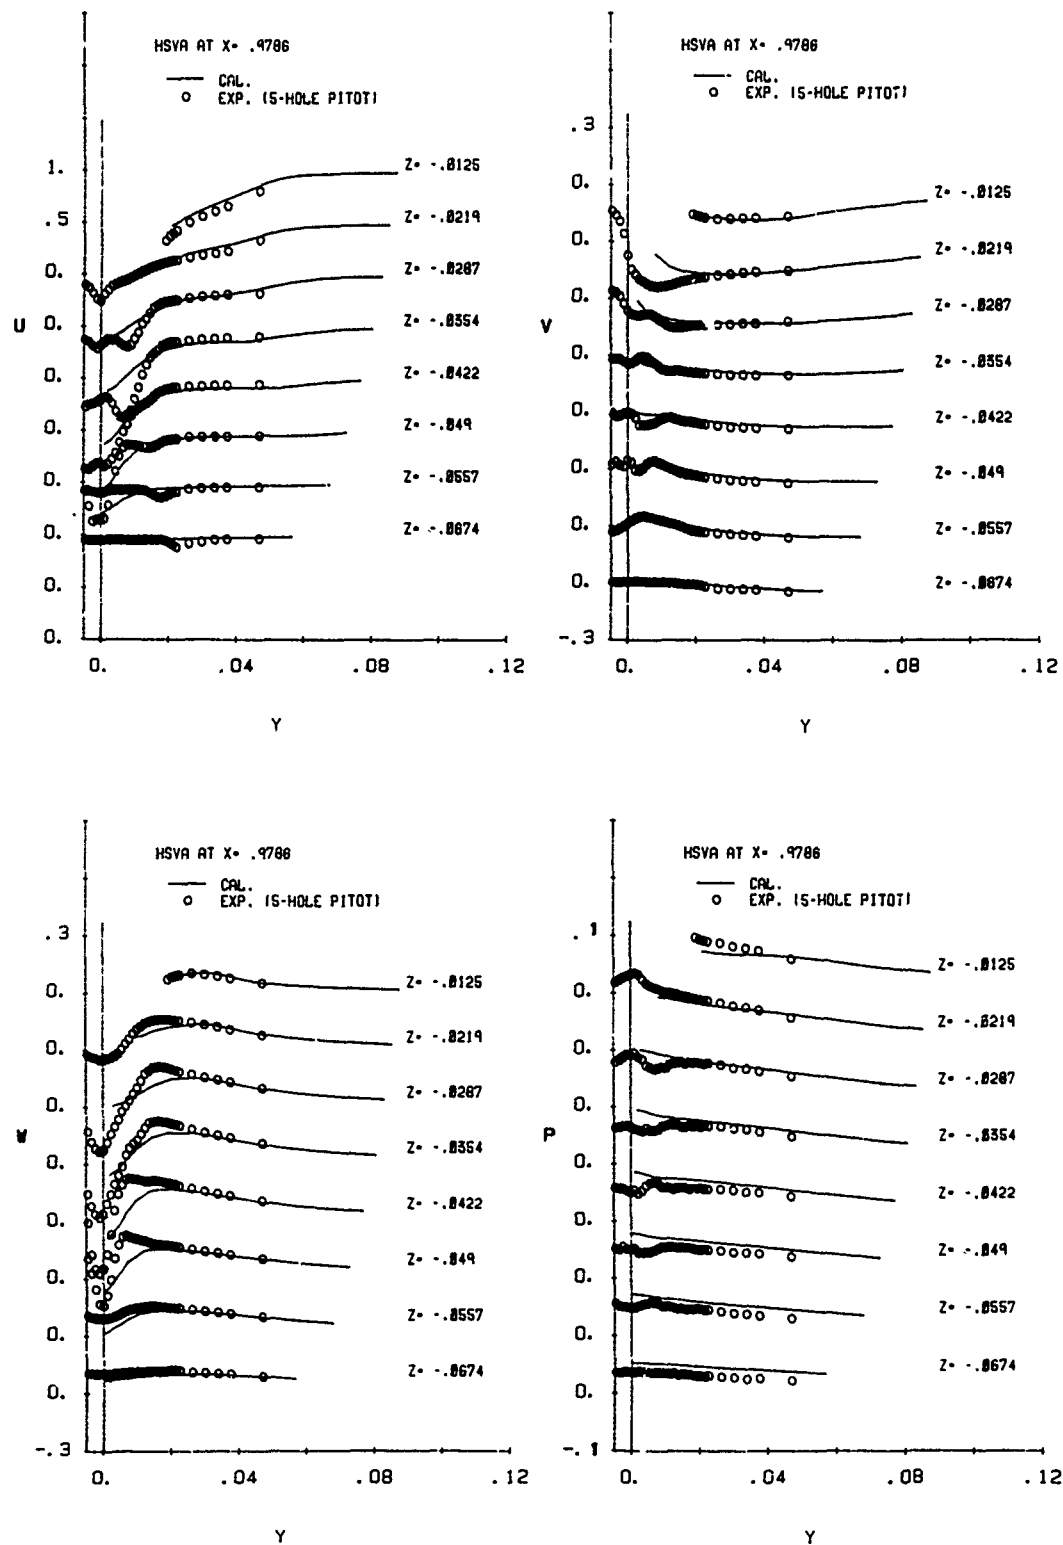 HSVA AT X= .9786
CAL.
EXP. (5-HOLE PITOT)
1.
.5
0.
0.
0.
0.
0.
0.
0.
0.
U
Z= -.0125
Z= -.0219
Z= -.0287
Z= -.0354
Z= -.0422
Z= -.049
Z= -.0557
Z= -.0674
0. .04 .08 .12
Y
HSVA AT X= .9786
CAL.
EXP. (5-HOLE PITOT)
.3
0.
0.
0.
0.
0.
0.
0.
0.
-.3
V
Z= -.0125
Z= -.0219
Z= -.0287
Z= -.0354
Z= -.0422
Z= -.049
Z= -.0557
Z= -.0674
0. .04 .08 .12
Y
HSVA AT X= .9786
CAL.
EXP. (5-HOLE PITOT)
.3
0.
0.
0.
0.
0.
0.
0.
0.
-.3
W
Z= -.0125
Z= -.0219
Z= -.0287
Z= -.0354
Z= -.0422
Z= -.049
Z= -.0557
Z= -.0674
0. .04 .08 .12
Y
HSVA AT X= .9786
CAL.
EXP. (5-HOLE PITOT)
.1
0.
0.
0.
0.
0.
0.
0.
0.
-.1
P
Z= -.0125
Z= -.0219
Z= -.0287
Z= -.0354
Z= -.0422
Z= -.049
Z= -.0557
Z= -.0674
0. .04 .08 .12
Y